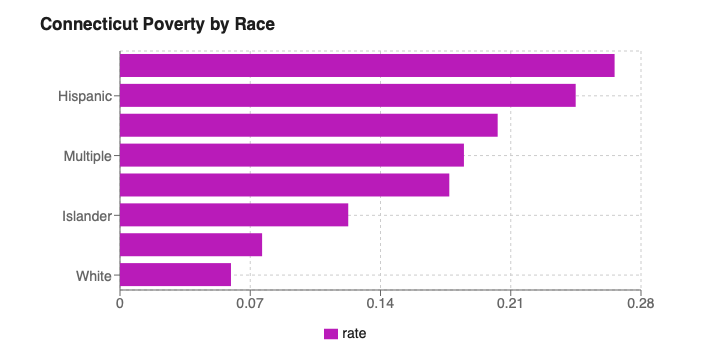 Connecticut Poverty by Race
Hispanic
Multiple
Islander
White
0 0.07 0.14 0.21 0.28
rate